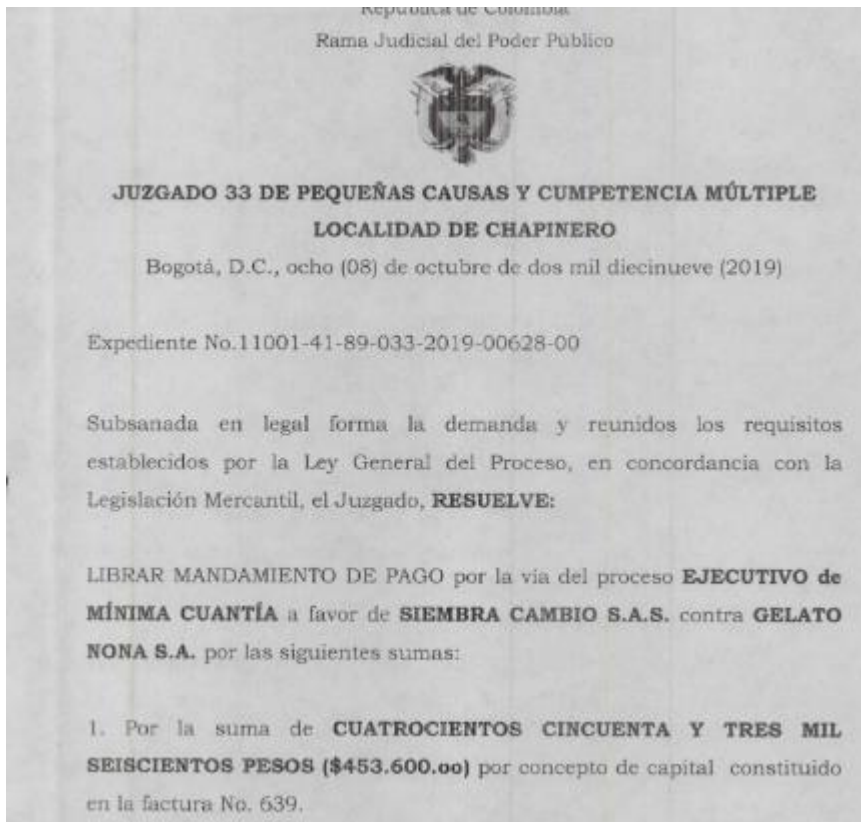 República de Colombia
Rama Judicial del Poder Público
JUZGADO 33 DE PEQUEÑAS CAUSAS Y CUMPETENCIA MÚLTIPLE
LOCALIDAD DE CHAPINERO
Bogotá, D.C., ocho (08) de octubre de dos mil diecinueve (2019)
Expediente No.11001-41-89-033-2019-00628-00
Subsanada en legal forma la demanda y reunidos los requisitos
establecidos por la Ley General del Proceso, en concordancia con la
Legislación Mercantil, el Juzgado, RESUELVE:
LIBRAR MANDAMIENTO DE PAGO por la via del proceso EJECUTIVO de
MÍNIMA CUANTÍA a favor de SIEMBRA CAMBIO S.A.S. contra GELATO
NONA S.A. por las siguientes sumas:
1. Por la suma de CUATROCIENTOS CINCUENTA Y TRES MIL
SEISCIENTOS PESOS ($453.600.oo) por concepto de capital constituido
en la factura No. 639.